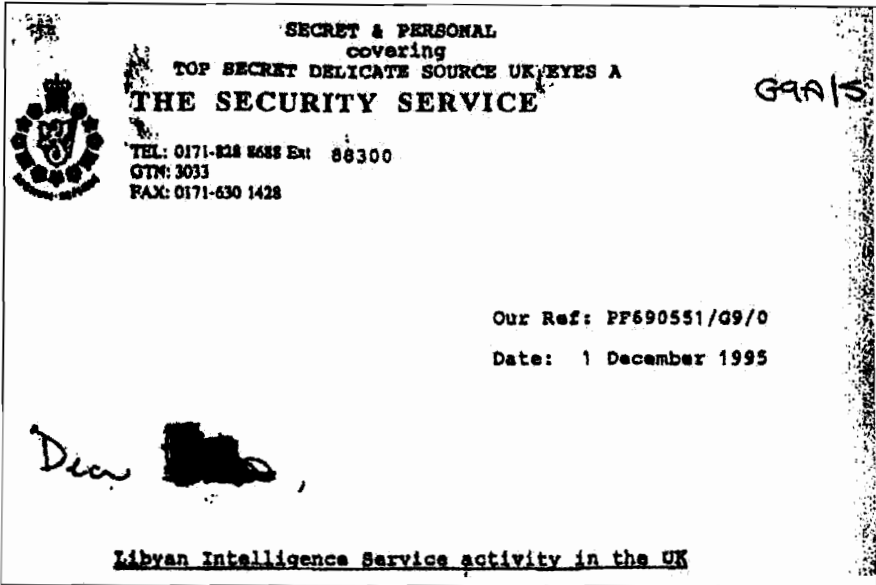 SECRET & PERSONAL
covering
TOP SECRET DELICATE SOURCE UK EYES A
THE SECURITY SERVICE
G9A/5
TEL: 0171-828 8688 Ext 88300
GTN: 3033
FAX: 0171-630 1428
Our Ref: PF690551/G9/0
Date: 1 December 1995
Dear ,
Libyan Intelligence Service activity in the UK